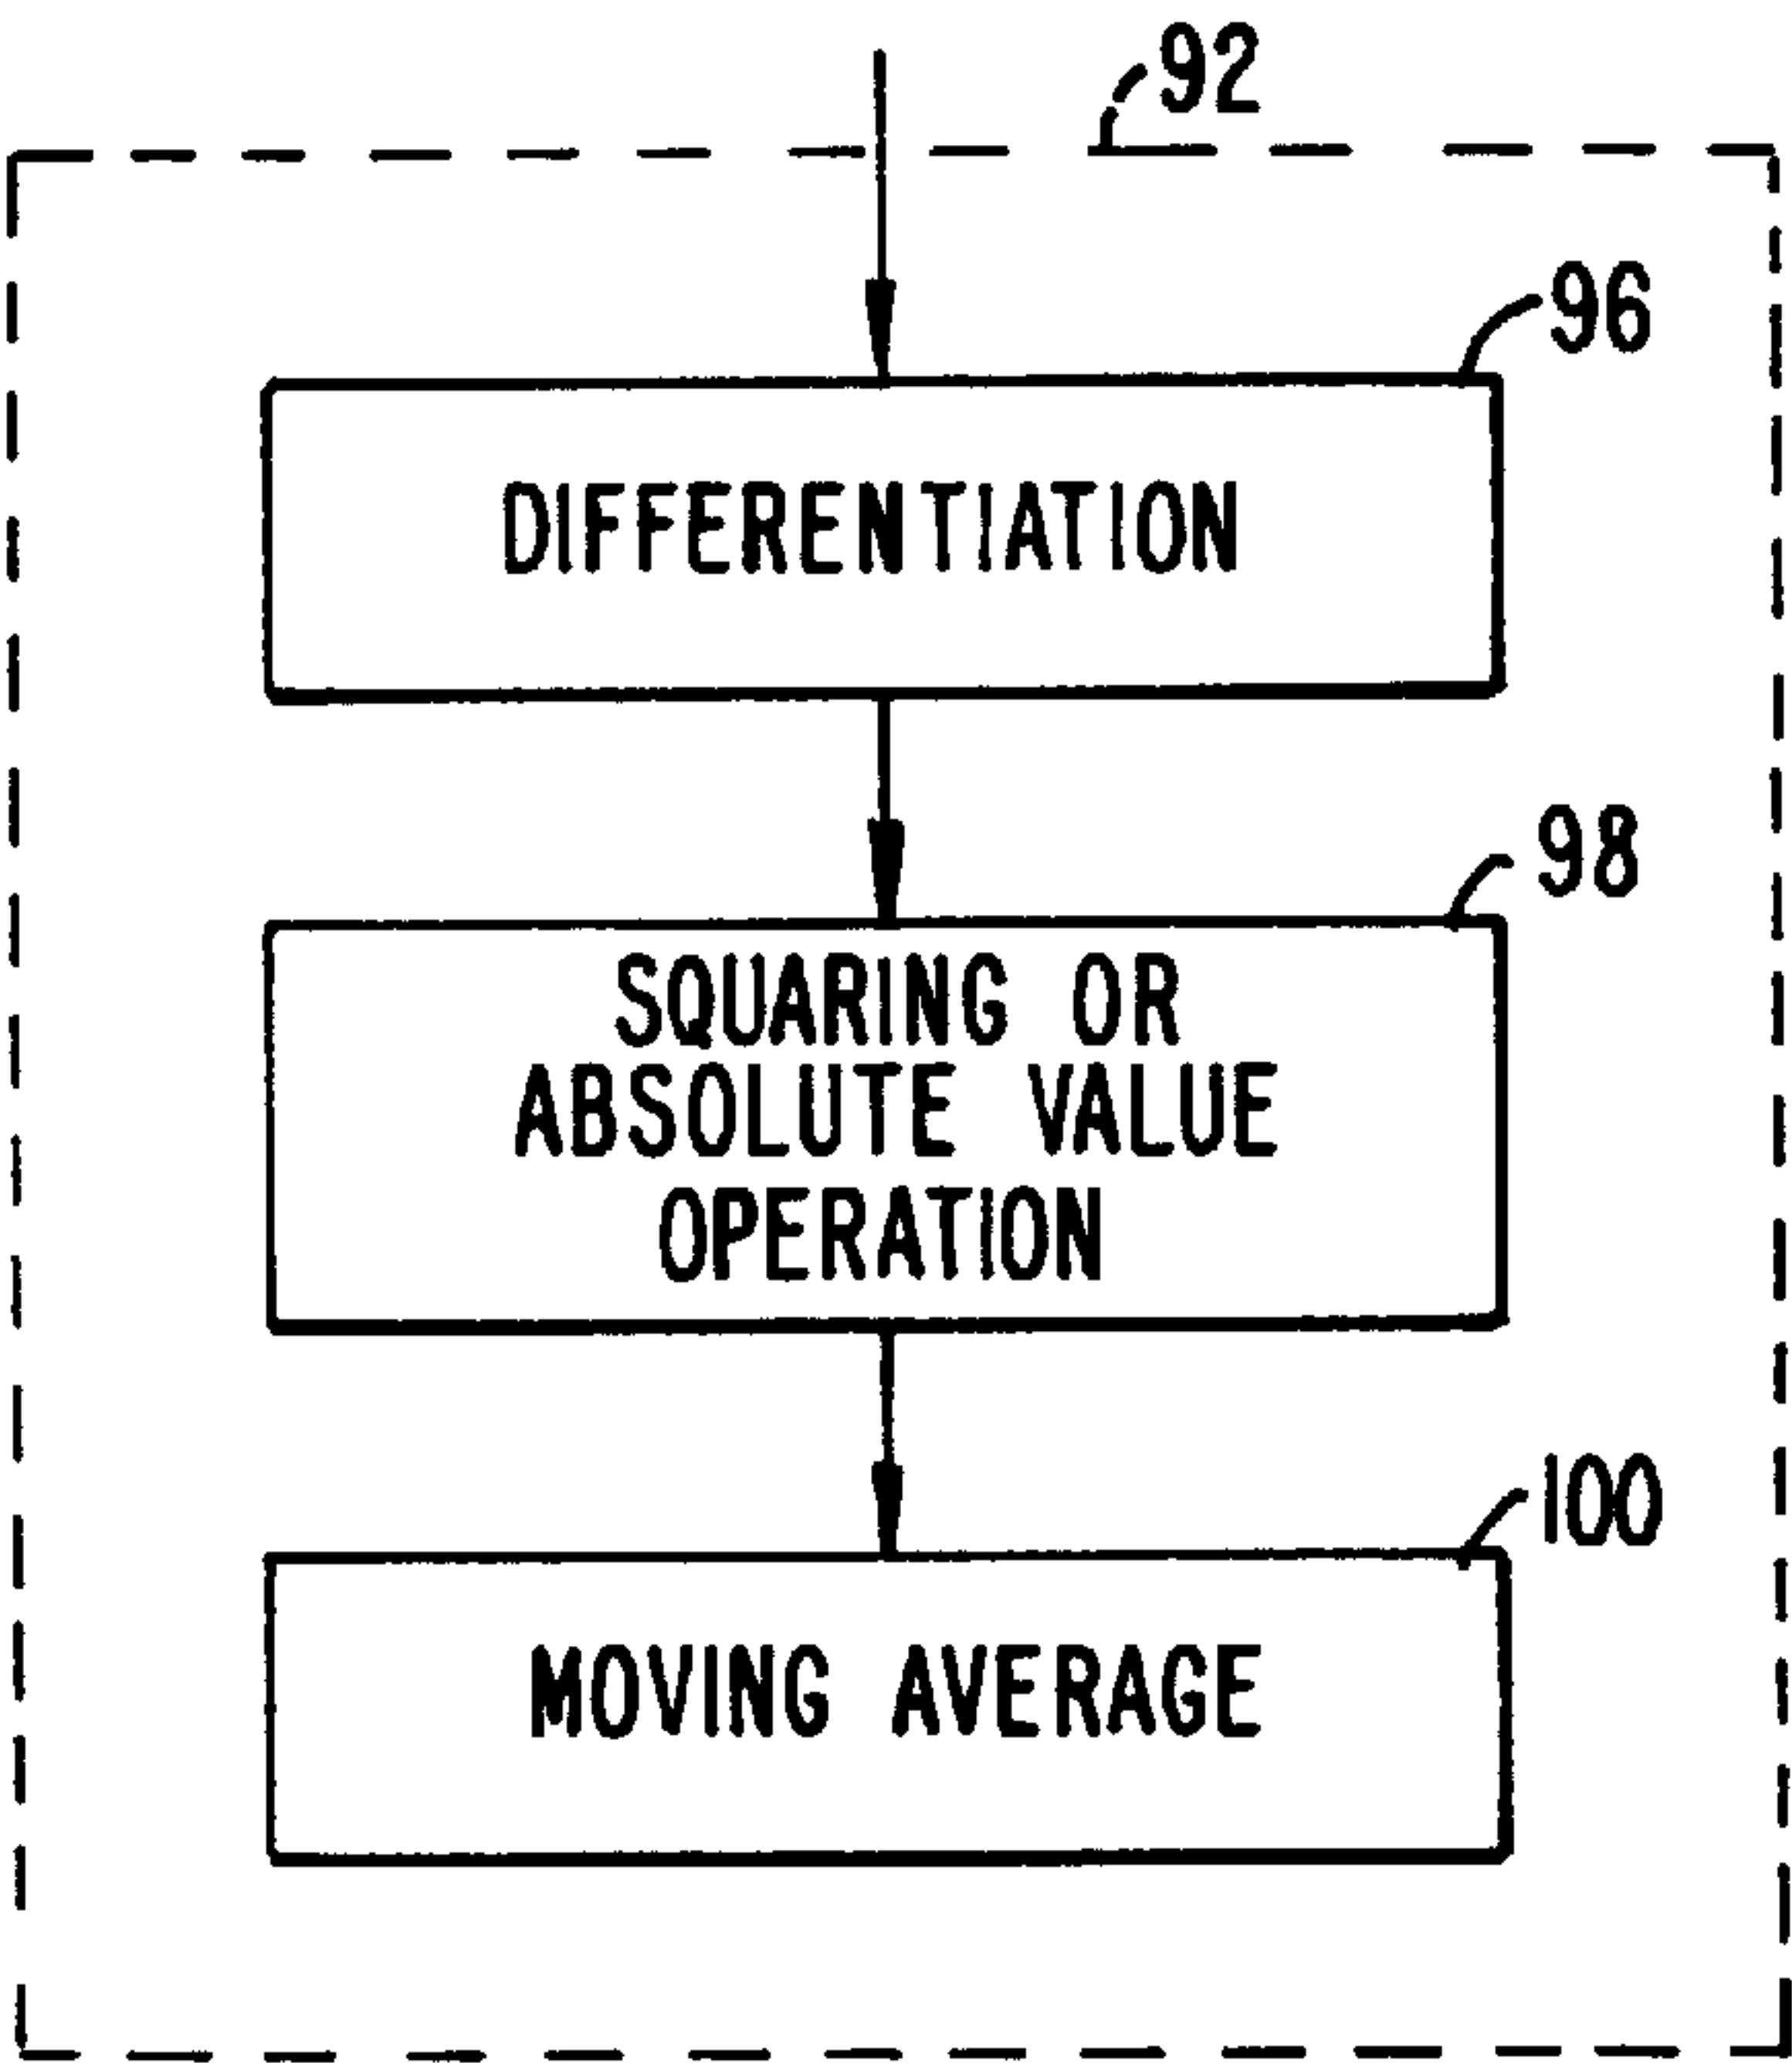 92
96
DIFFERENTIATION
98
SQUARING OR
ABSOLUTE VALUE
OPERATION
100
MOVING AVERAGE